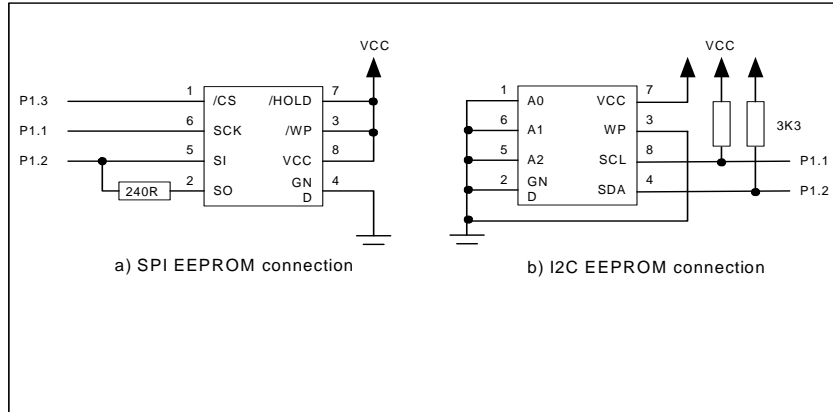 VCC
P1.3
1
/CS
/HOLD
7
P1.1
6
SCK
/WP
3
P1.2
5
SI
VCC
8
240R
2
SO
GN
D
4
a) SPI EEPROM connection
VCC
1
A0
VCC
7
6
A1
WP
3
3K3
5
A2
SCL
8
P1.1
2
GN
D
SDA
4
P1.2
b) I2C EEPROM connection